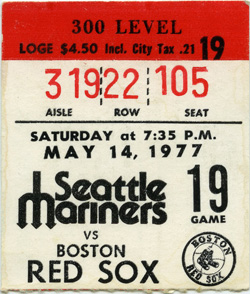 300 LEVEL
LOGE $4.50 Incl. City Tax .21 19
319 22 105
AISLE ROW SEAT
SATURDAY at 7:35 P.M.
MAY 14, 1977
Seattle
Mariners
19
GAME
VS
BOSTON
RED SOX
BOSTON
RED SOX